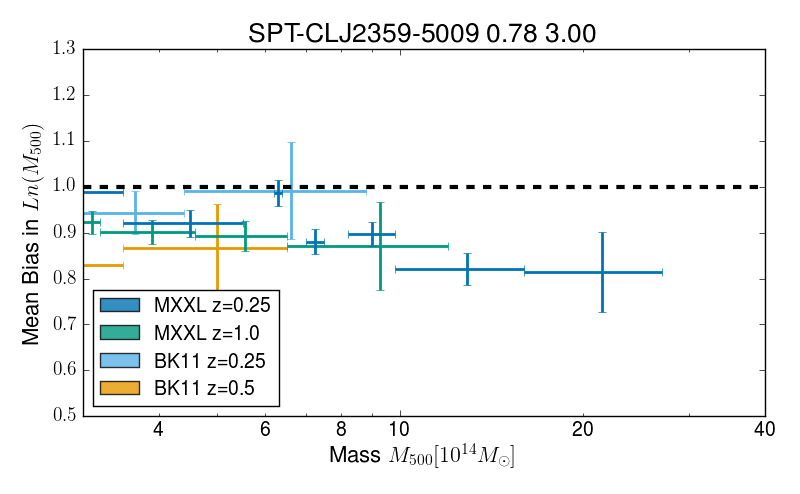 SPT-CLJ2359-5009 0.78 3.00
1.3
1.2
1.1
1.0
0.9
0.8
0.7
0.6
0.5
Mean Bias in Ln(M500)
MXXL z=0.25
MXXL z=1.0
BK11 z=0.25
BK11 z=0.5
4 6 8 10 20 40
Mass M500[10^14 M⊙]